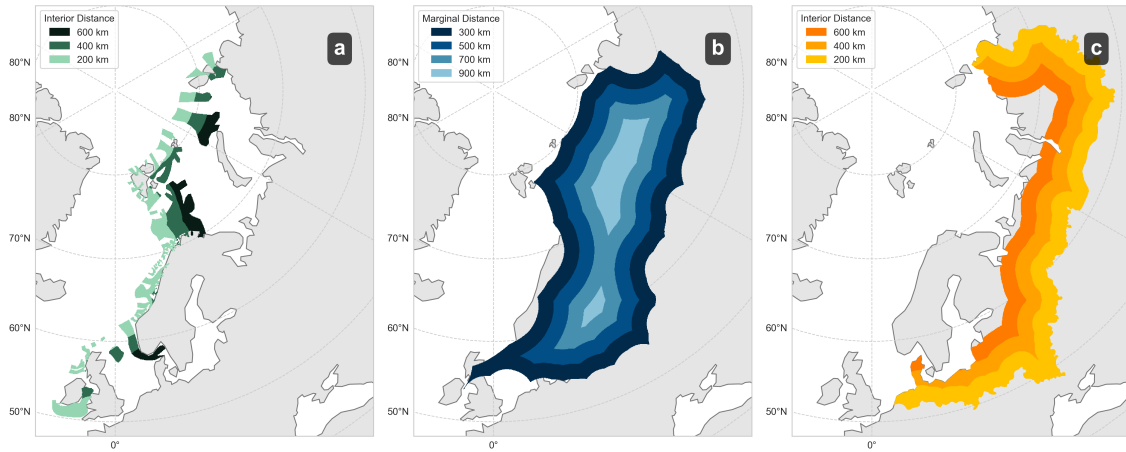 Interior Distance
600 km
400 km
200 km
a
80°N
80°N
70°N
60°N
50°N
0°
Marginal Distance
300 km
500 km
700 km
900 km
b
80°N
80°N
70°N
60°N
50°N
0°
Interior Distance
600 km
400 km
200 km
c
80°N
80°N
70°N
60°N
50°N
0°